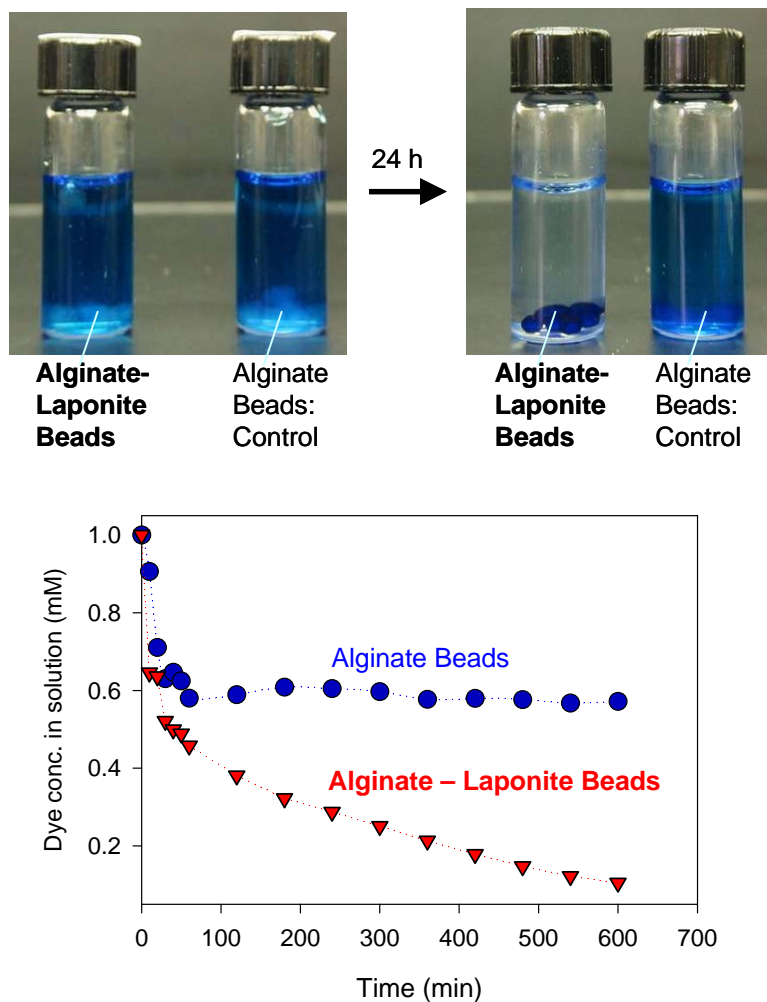 24 h
Alginate-
Laponite
Beads
Alginate
Beads:
Control
Alginate-
Laponite
Beads
Alginate
Beads:
Control
Dye conc. in solution (mM)
1.0
0.8
0.6
0.4
0.2
Alginate Beads
Alginate – Laponite Beads
0 100 200 300 400 500 600 700
Time (min)